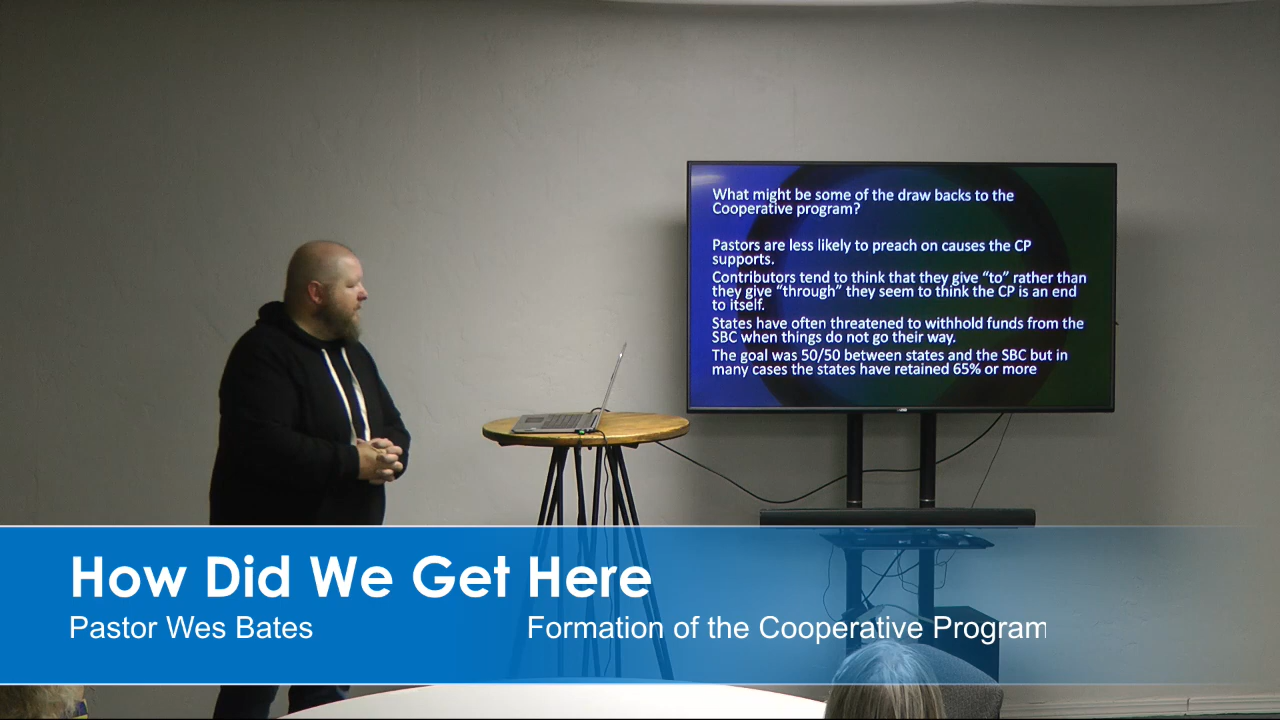 What might be some of the draw backs to the
Cooperative program?
Pastors are less likely to preach on causes the CP
supports.
Contributors tend to think that they give “to” rather than
they give “through” they seem to think the CP is an end
to itself.
States have often threatened to withhold funds from the
SBC when things do not go their way.
The goal was 50/50 between states and the SBC but in
many cases the states have retained 65% or more
How Did We Get Here
Pastor Wes Bates
Formation of the Cooperative Program